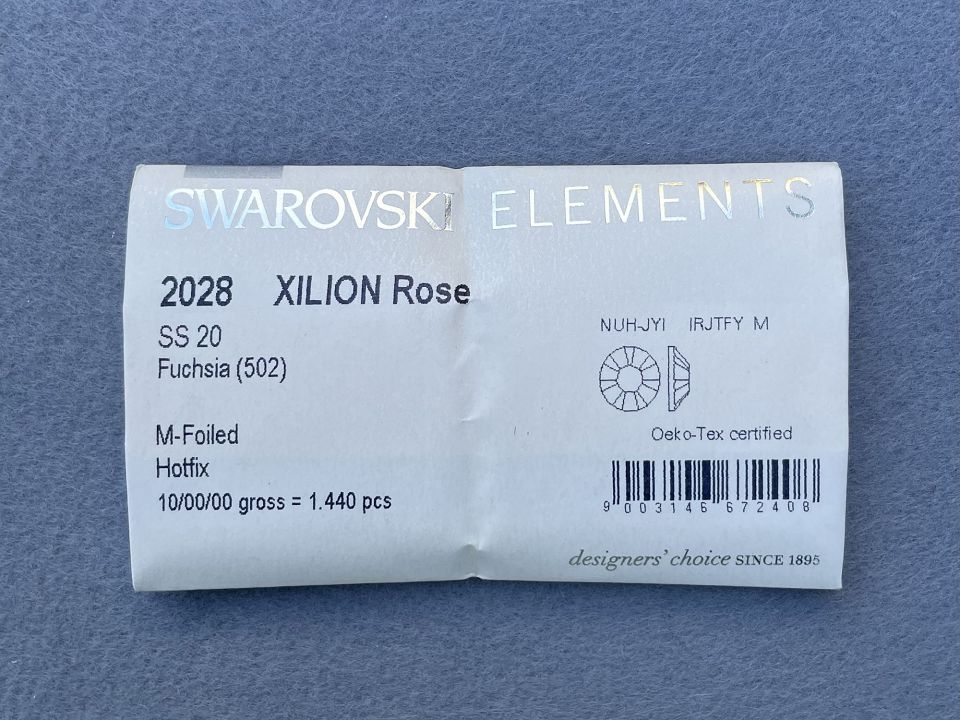 SWAROVSKI ELEMENTS
2028 XILION Rose
SS 20
Fuchsia (502)
NUH-JYI IRJTFY M
M-Foiled
Oeko-Tex certified
Hotfix
10/00/00 gross = 1.440 pcs
9 003146 672408
designers' choice SINCE 1895